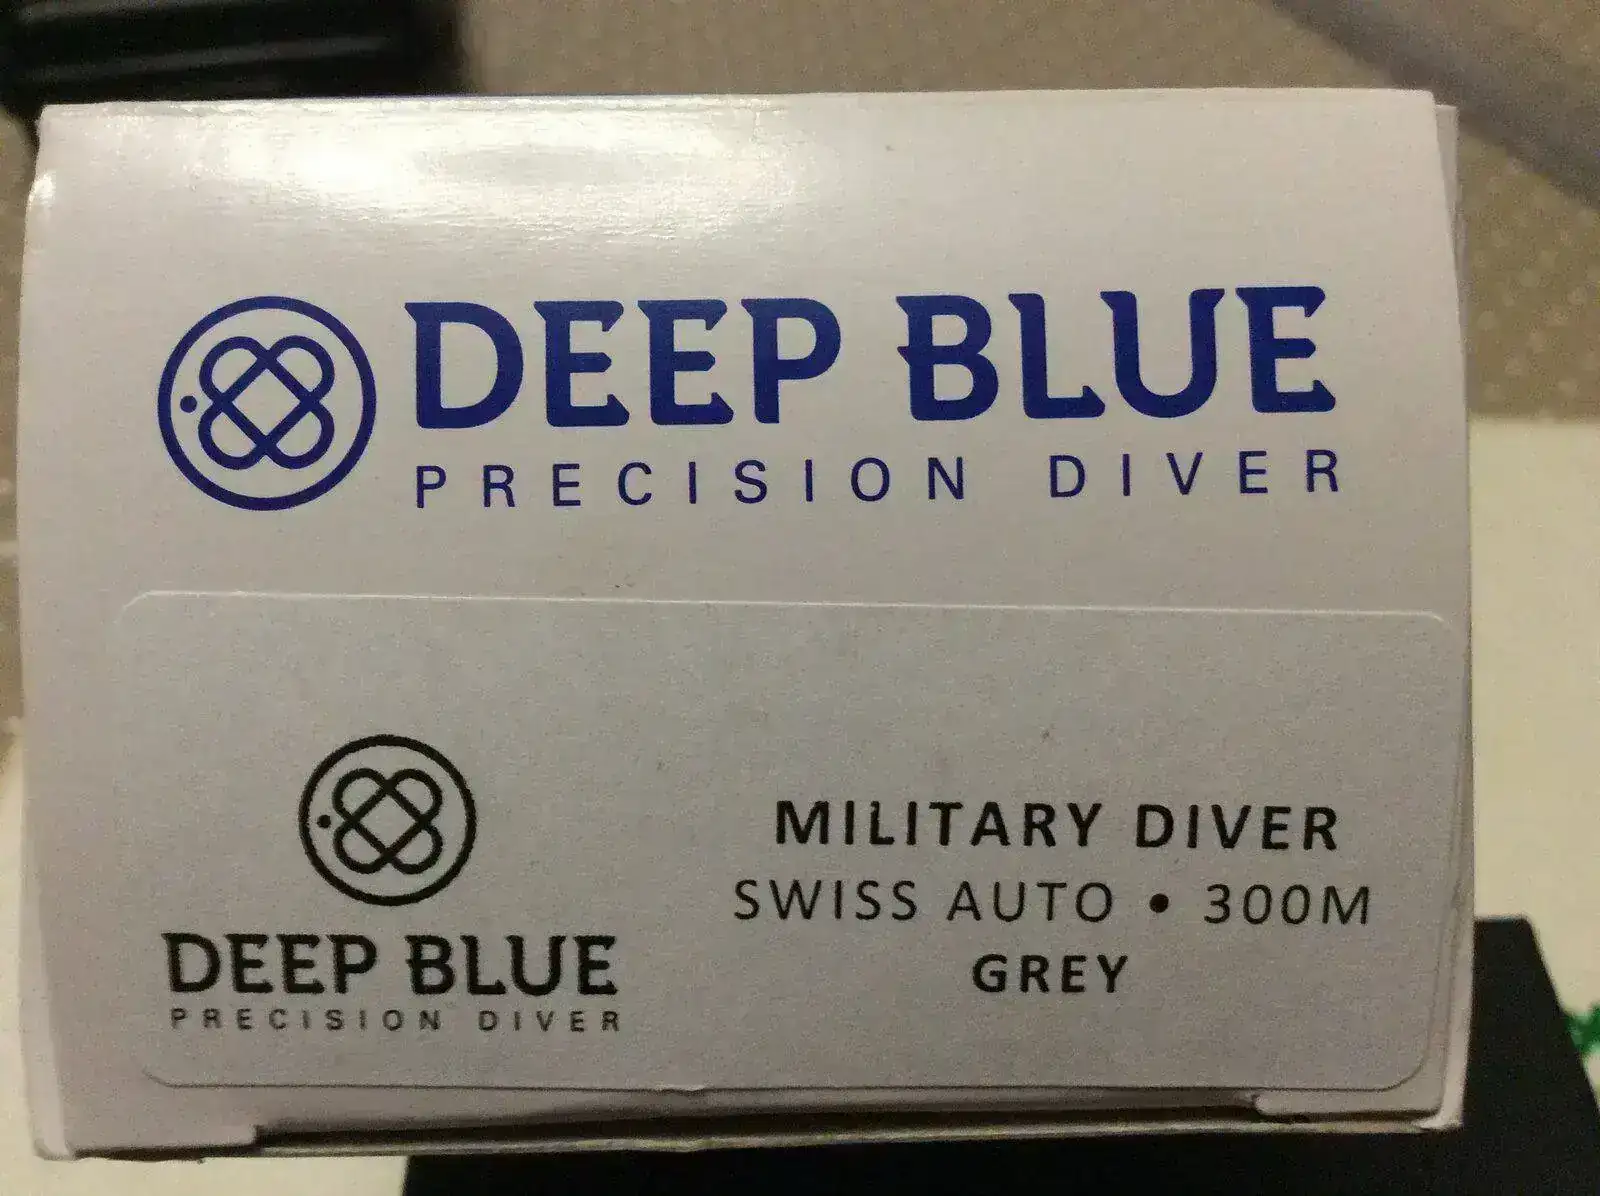 DEEP BLUE
PRECISION DIVER
DEEP BLUE
PRECISION DIVER
MILITARY DIVER
SWISS AUTO • 300M
GREY